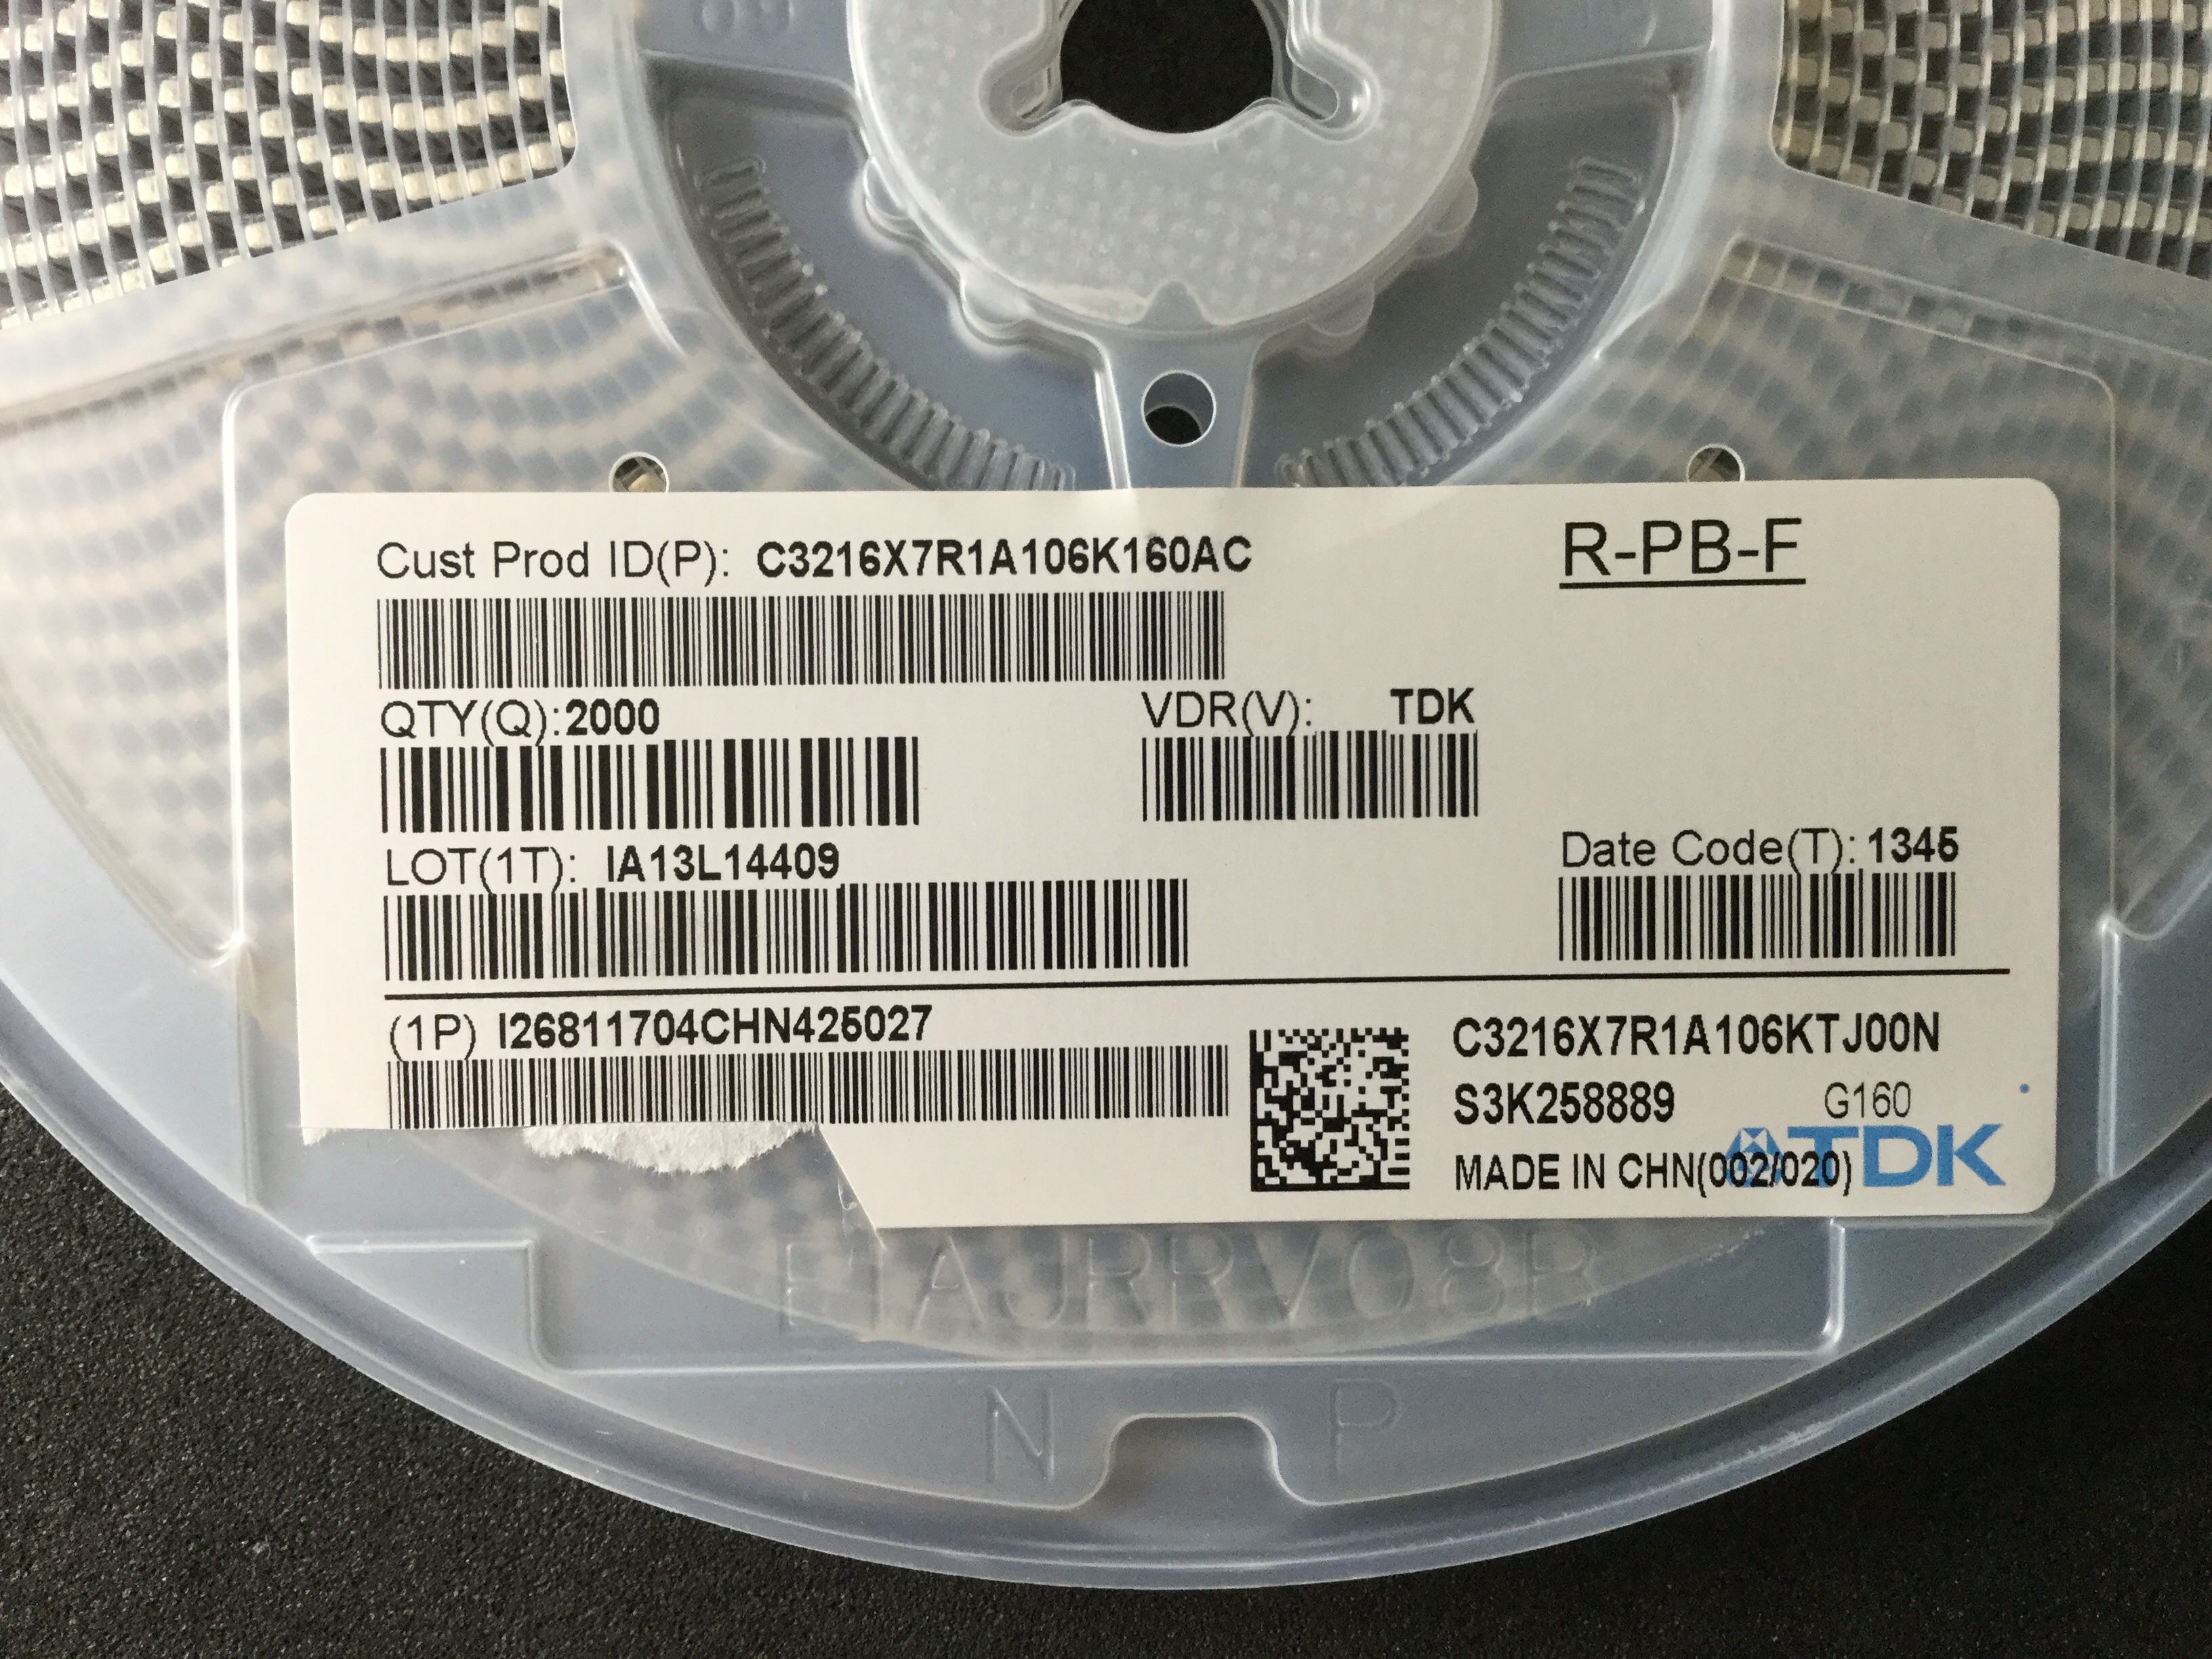 Cust Prod ID(P): C3216X7R1A106K160AC
R-PB-F
QTY(Q):2000
VDR(V): TDK
LOT(1T): IA13L14409
Date Code(T): 1345
(1P) I26811704CHN425027
C3216X7R1A106KTJ00N
S3K258889 G160
TDK
MADE IN CHN(002/020)
N P